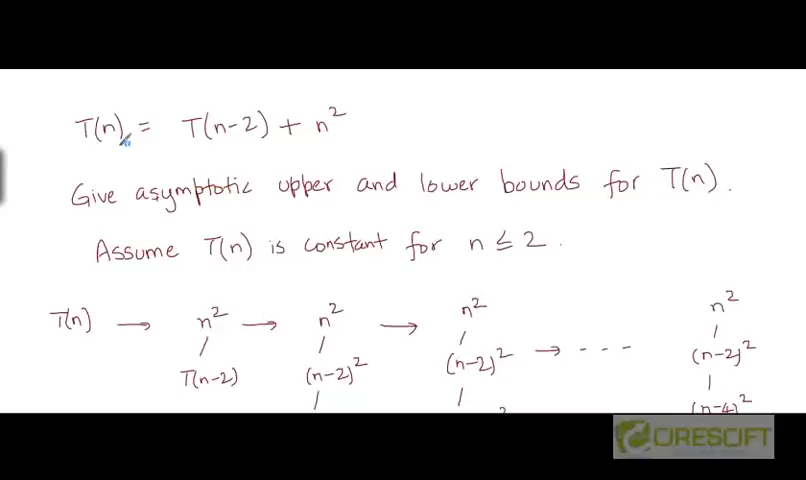 T(n) = T(n-2) + n²
Give asymptotic upper and lower bounds for T(n).
Assume T(n) is constant for n ≤ 2.
T(n) → n² → n² → n² → - - - n²
T(n-2) (n-2)² (n-2)² (n-2)²
(n-4)²
CIRESOFT